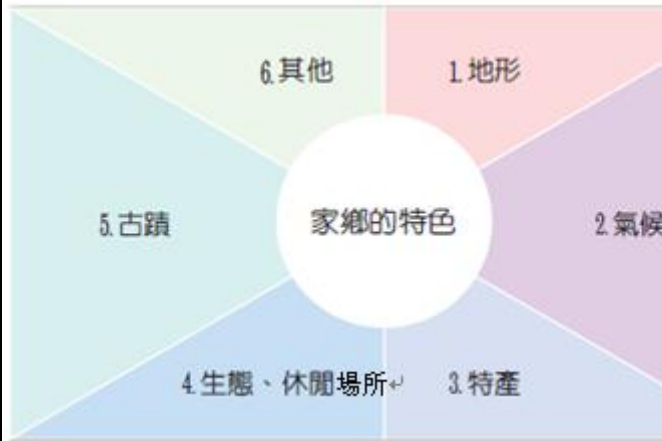 6.其他
1.地形
5.古蹟
家鄉的特色
2.氣候
4.生態、休閒場所
3.特產